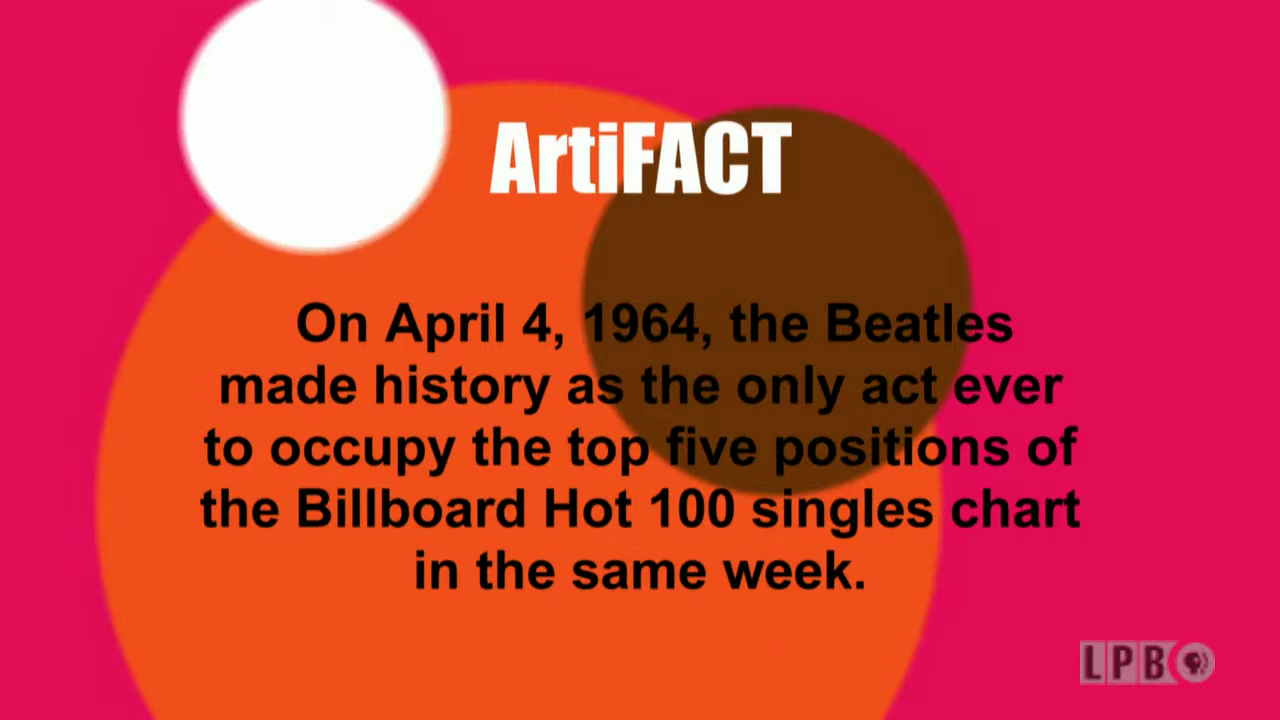 ArtiFACT
On April 4, 1964, the Beatles
made history as the only act ever
to occupy the top five positions of
the Billboard Hot 100 singles chart
in the same week.
LPB